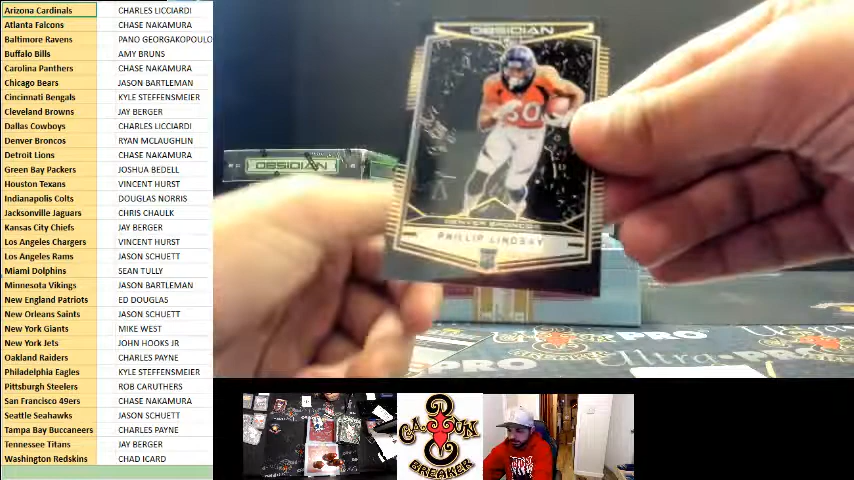 Arizona Cardinals CHARLES LICCIARDI
Atlanta Falcons CHASE NAKAMURA
Baltimore Ravens PANO GEORGAKOPOULO
Buffalo Bills AMY BRUNS
Carolina Panthers CHASE NAKAMURA
Chicago Bears JASON BARTLEMAN
Cincinnati Bengals KYLE STEFFENSMEIER
Cleveland Browns JAY BERGER
Dallas Cowboys CHARLES LICCIARDI
Denver Broncos RYAN MCLAUGHLIN
Detroit Lions CHASE NAKAMURA
Green Bay Packers JOSHUA BEDELL
Houston Texans VINCENT HURST
Indianapolis Colts DOUGLAS NORRIS
Jacksonville Jaguars CHRIS CHAULK
Kansas City Chiefs JAY BERGER
Los Angeles Chargers VINCENT HURST
Los Angeles Rams JASON SCHUETT
Miami Dolphins SEAN TULLY
Minnesota Vikings JASON BARTLEMAN
New England Patriots ED DOUGLAS
New Orleans Saints JASON SCHUETT
New York Giants MIKE WEST
New York Jets JOHN HOOKS JR
Oakland Raiders CHARLES PAYNE
Philadelphia Eagles KYLE STEFFENSMEIER
Pittsburgh Steelers ROB CARUTHERS
San Francisco 49ers CHASE NAKAMURA
Seattle Seahawks JASON SCHUETT
Tampa Bay Buccaneers CHARLES PAYNE
Tennessee Titans JAY BERGER
Washington Redskins CHAD ICARD
OBSIDIAN
30
DENVER BRONCOS
PHILLIP LINDSAY
OBSIDIAN
PRO
Ultra-PRO
PRO
CAJUN
BREAKER